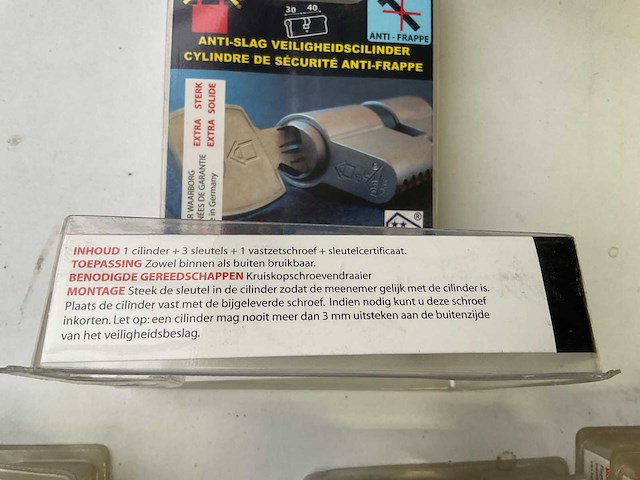 30 40
ANTI - FRAPPE
ANTI-SLAG VEILIGHEIDSCILINDER
CYLINDRE DE SÉCURITÉ ANTI-FRAPPE
EXTRA STERK
EXTRA SOLIDE
R WAARBORG
NÉES DE GARANTIE
e in Germany
INHOUD 1 cilinder + 3 sleutels + 1 vastzetschroef + sleutelcertificaat.
TOEPASSING Zowel binnen als buiten bruikbaar.
BENODIGDE GEREEDSCHAPPEN Kruiskopschroevendraaier
MONTAGE Steek de sleutel in de cilinder zodat de meenemer gelijk met de cilinder is.
Plaats de cilinder vast met de bijgeleverde schroef. Indien nodig kunt u deze schroef
inkorten. Let op: een cilinder mag nooit meer dan 3 mm uitsteken aan de buitenzijde
van het veiligheidsbeslag.